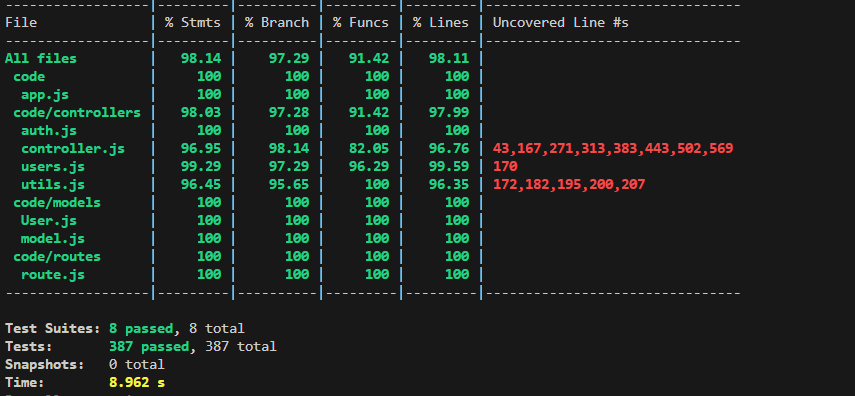 -------------------|---------|----------|---------|---------|--------------------------------
File               | % Stmts | % Branch | % Funcs | % Lines | Uncovered Line #s
-------------------|---------|----------|---------|---------|--------------------------------
All files          |   98.14 |    97.29 |   91.42 |   98.11 |
 code              |     100 |      100 |     100 |     100 |
  app.js           |     100 |      100 |     100 |     100 |
 code/controllers  |   98.03 |    97.28 |   91.42 |   97.99 |
  auth.js          |     100 |      100 |     100 |     100 |
  controller.js    |   96.95 |    98.14 |   82.05 |   96.76 | 43,167,271,313,383,443,502,569
  users.js         |   99.29 |    97.29 |   96.29 |   99.59 | 170
  utils.js         |   96.45 |    95.65 |     100 |   96.35 | 172,182,195,200,207
 code/models       |     100 |      100 |     100 |     100 |
  User.js          |     100 |      100 |     100 |     100 |
  model.js         |     100 |      100 |     100 |     100 |
 code/routes       |     100 |      100 |     100 |     100 |
  route.js         |     100 |      100 |     100 |     100 |
-------------------|---------|----------|---------|---------|--------------------------------
Test Suites: 8 passed, 8 total
Tests:       387 passed, 387 total
Snapshots:   0 total
Time:        8.962 s